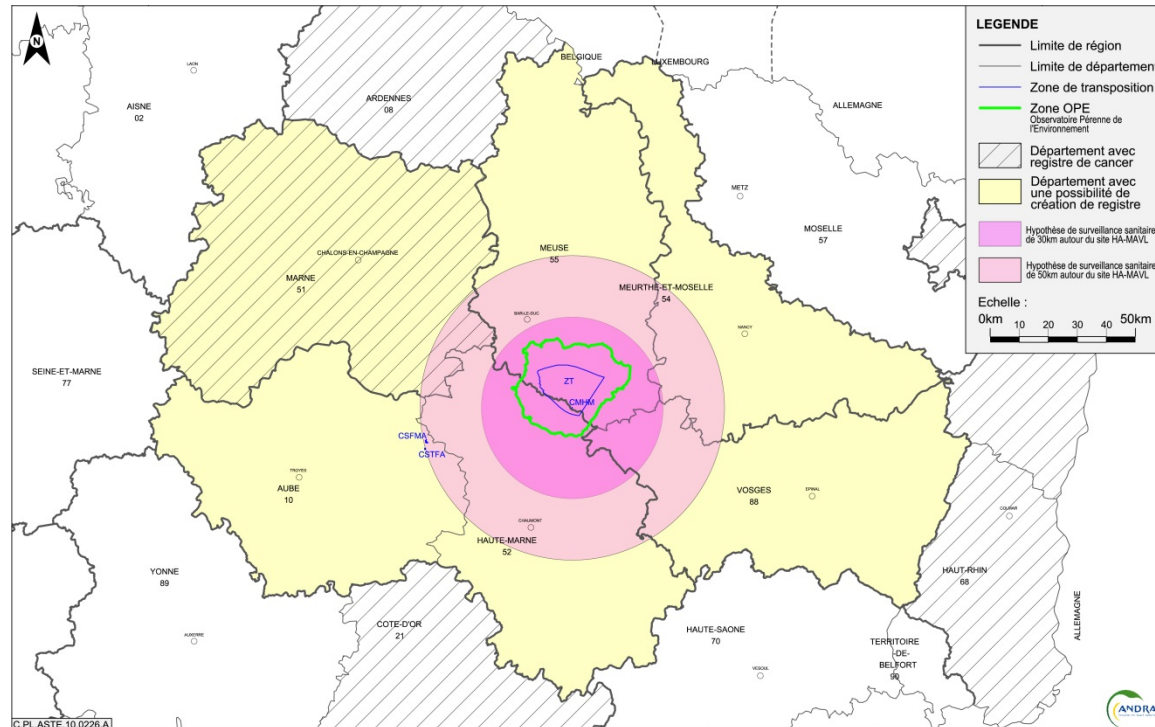 N
LAON
AISNE
02
ARDENNES
08
BELGIQUE
LUXEMBOURG
ALLEMAGNE
METZ
MOSELLE
57
CHALONS-EN-CHAMPAGNE
MARNE
51
MEUSE
55
MEURTHE-ET-MOSELLE
54
BAR-LE-DUC
NANCY
SEINE-ET-MARNE
77
ZT
CMHM
CSFMA
CSTFA
TROYES
AUBE
10
CHAUMONT
HAUTE-MARNE
52
VOSGES
88
EPINAL
COLMAR
HAUT-RHIN
68
ALLEMAGNE
YONNE
89
AUXERRE
COTE-D'OR
21
HAUTE-SAONE
70
VESOUL
TERRITOIRE
-DE-
BELFORT
90
LEGENDE
Limite de région
Limite de département
Zone de transposition
Zone OPE
Observatoire Pérenne de
l'Environnement
Département avec
registre de cancer
Département avec
une possibilité de
création de registre
Hypothèse de surveillance sanitaire
de 30km autour du site HA-MAVL
Hypothèse de surveillance sanitaire
de 50km autour du site HA-MAVL
Echelle :
0km 10 20 30 40 50km
C PL ASTE 10.0226 A
ANDRA